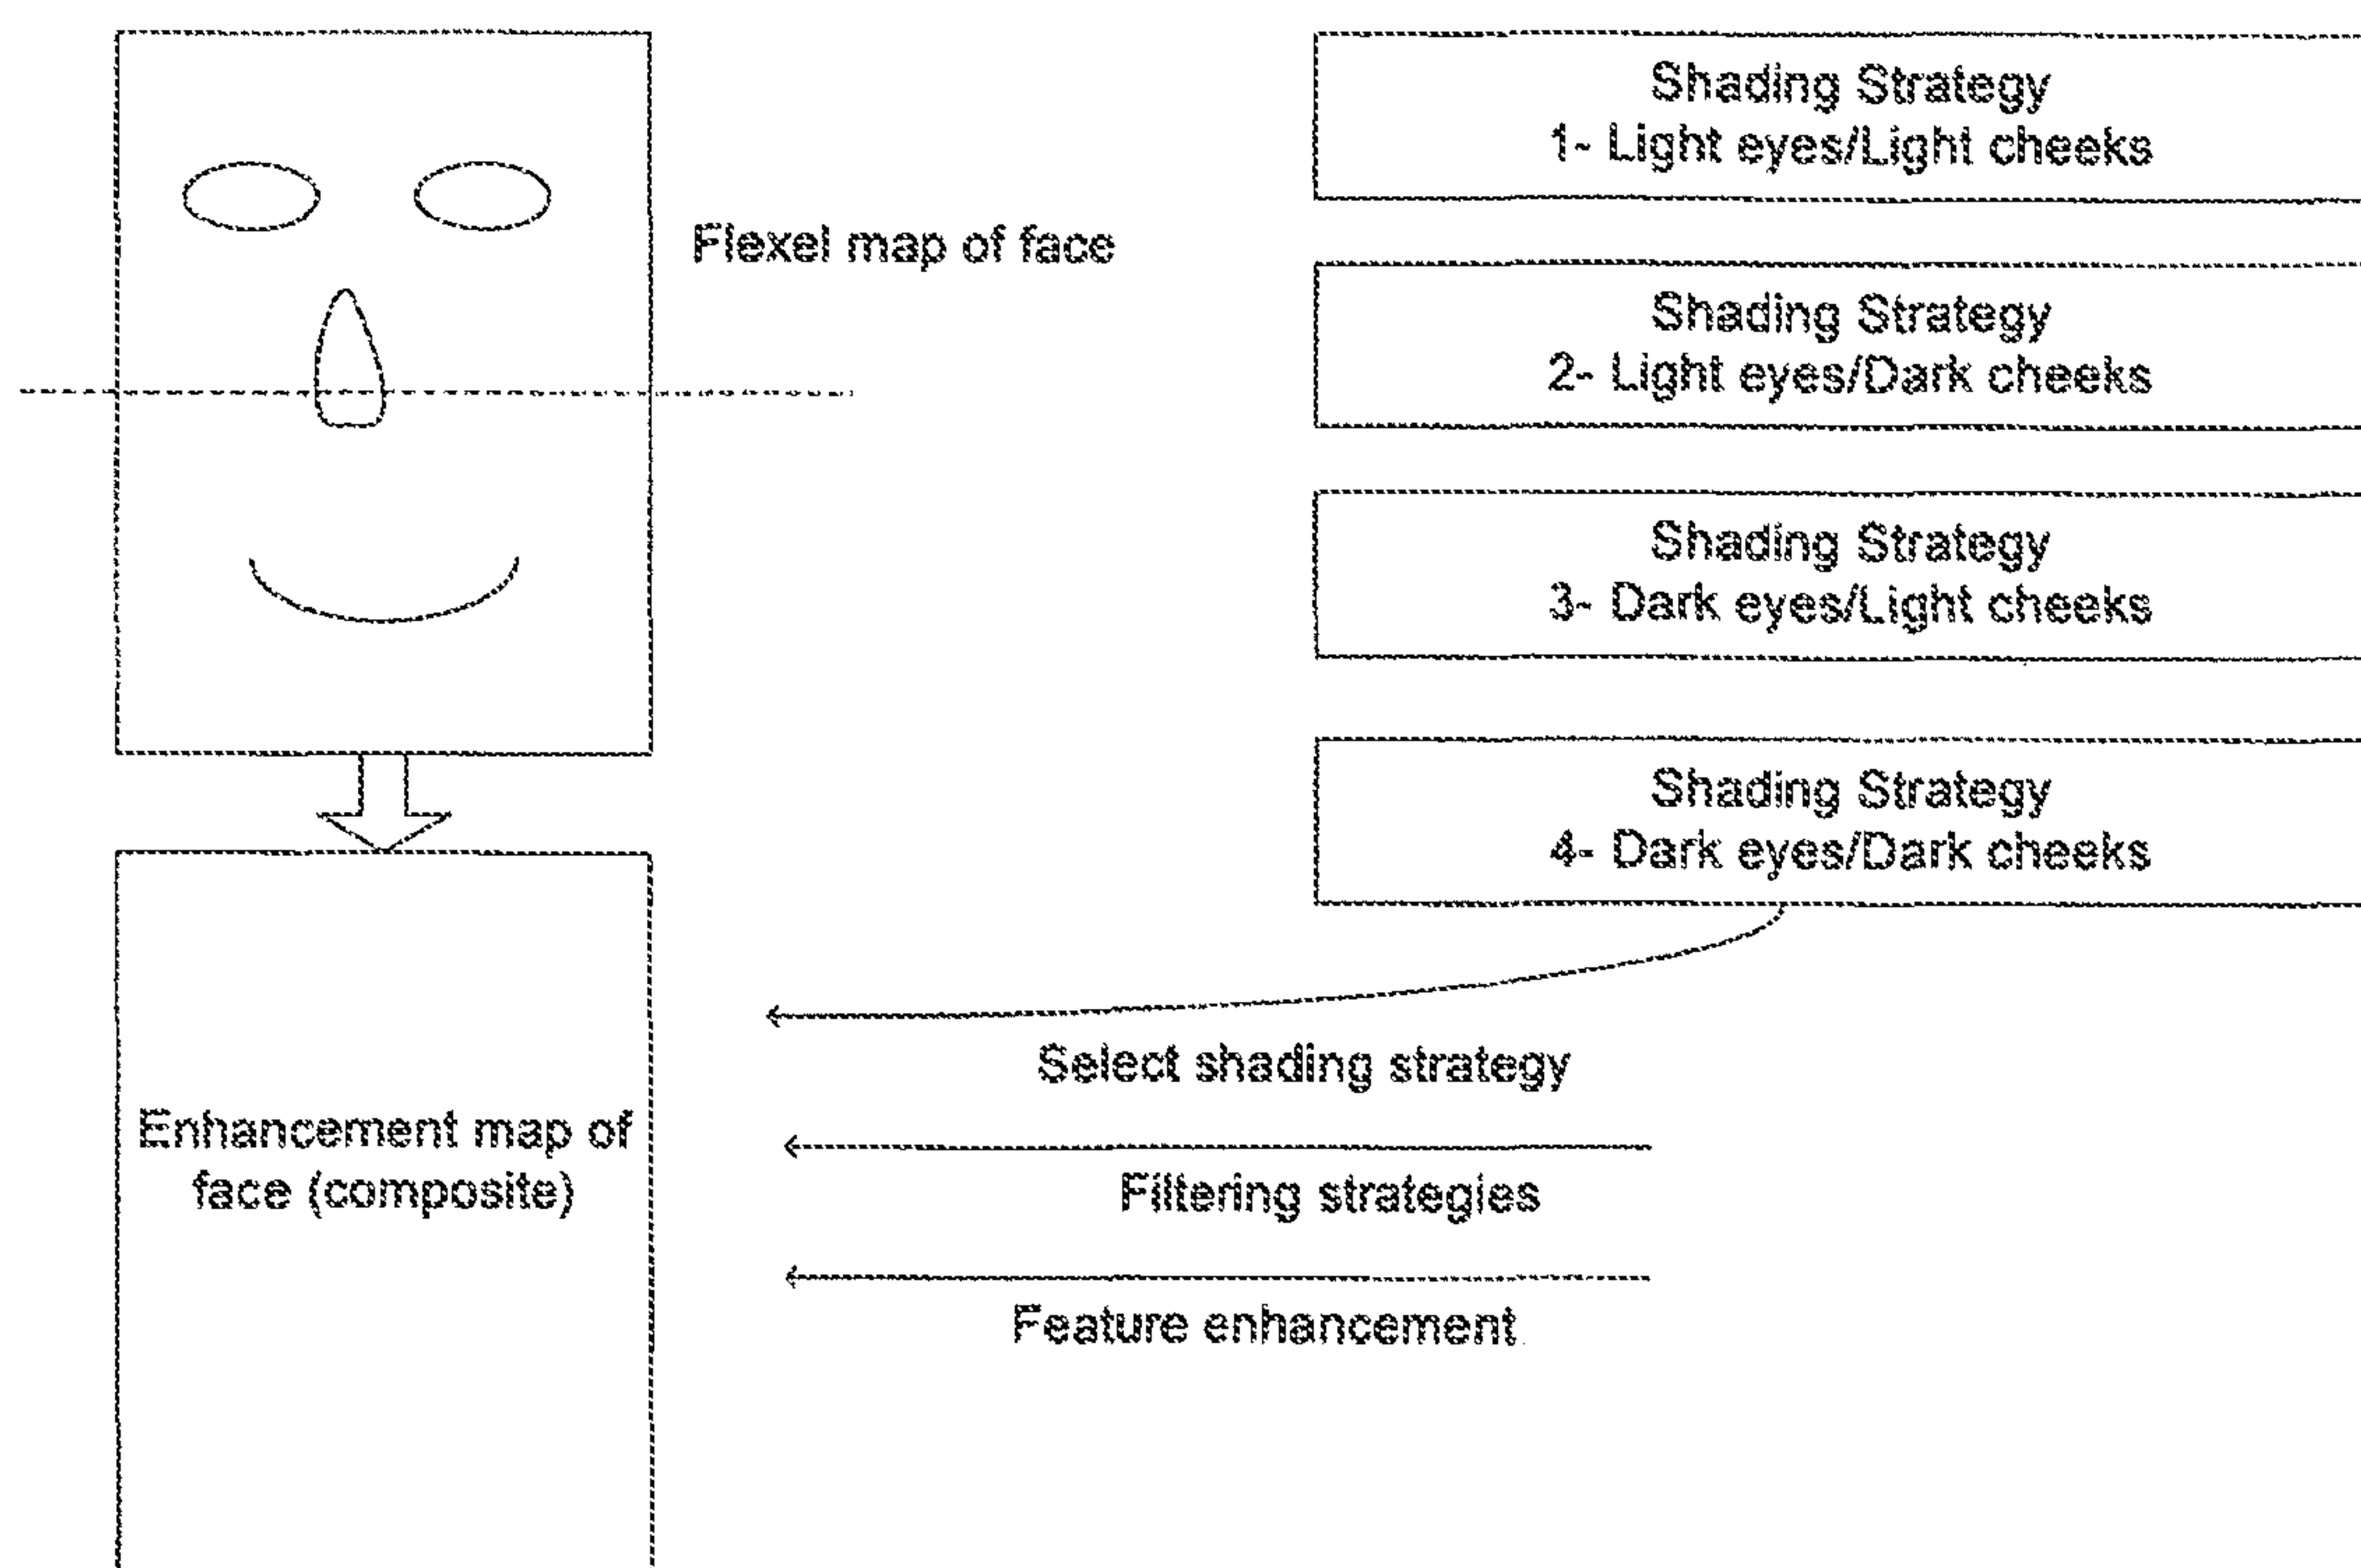 Flexel map of face
Shading Strategy
1- Light eyes/Light cheeks
Shading Strategy
2- Light eyes/Dark cheeks
Shading Strategy
3- Dark eyes/Light cheeks
Shading Strategy
4- Dark eyes/Dark cheeks
Select shading strategy
Enhancement map of
face (composite)
Filtering strategies
Feature enhancement